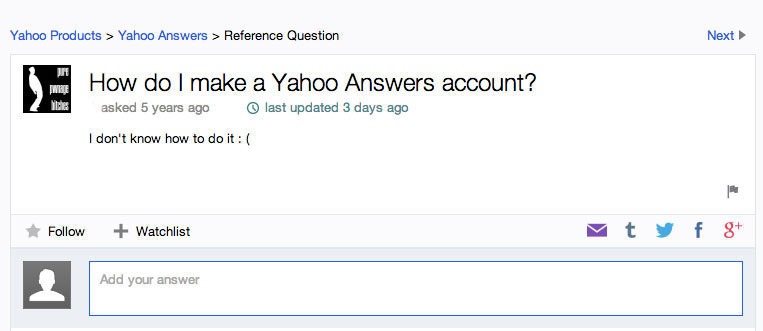 Yahoo Products > Yahoo Answers > Reference Question
Next
pure
pwnage
bitches
How do I make a Yahoo Answers account?
asked 5 years ago
last updated 3 days ago
I don't know how to do it : (
Follow
Watchlist
t
f
g+
Add your answer